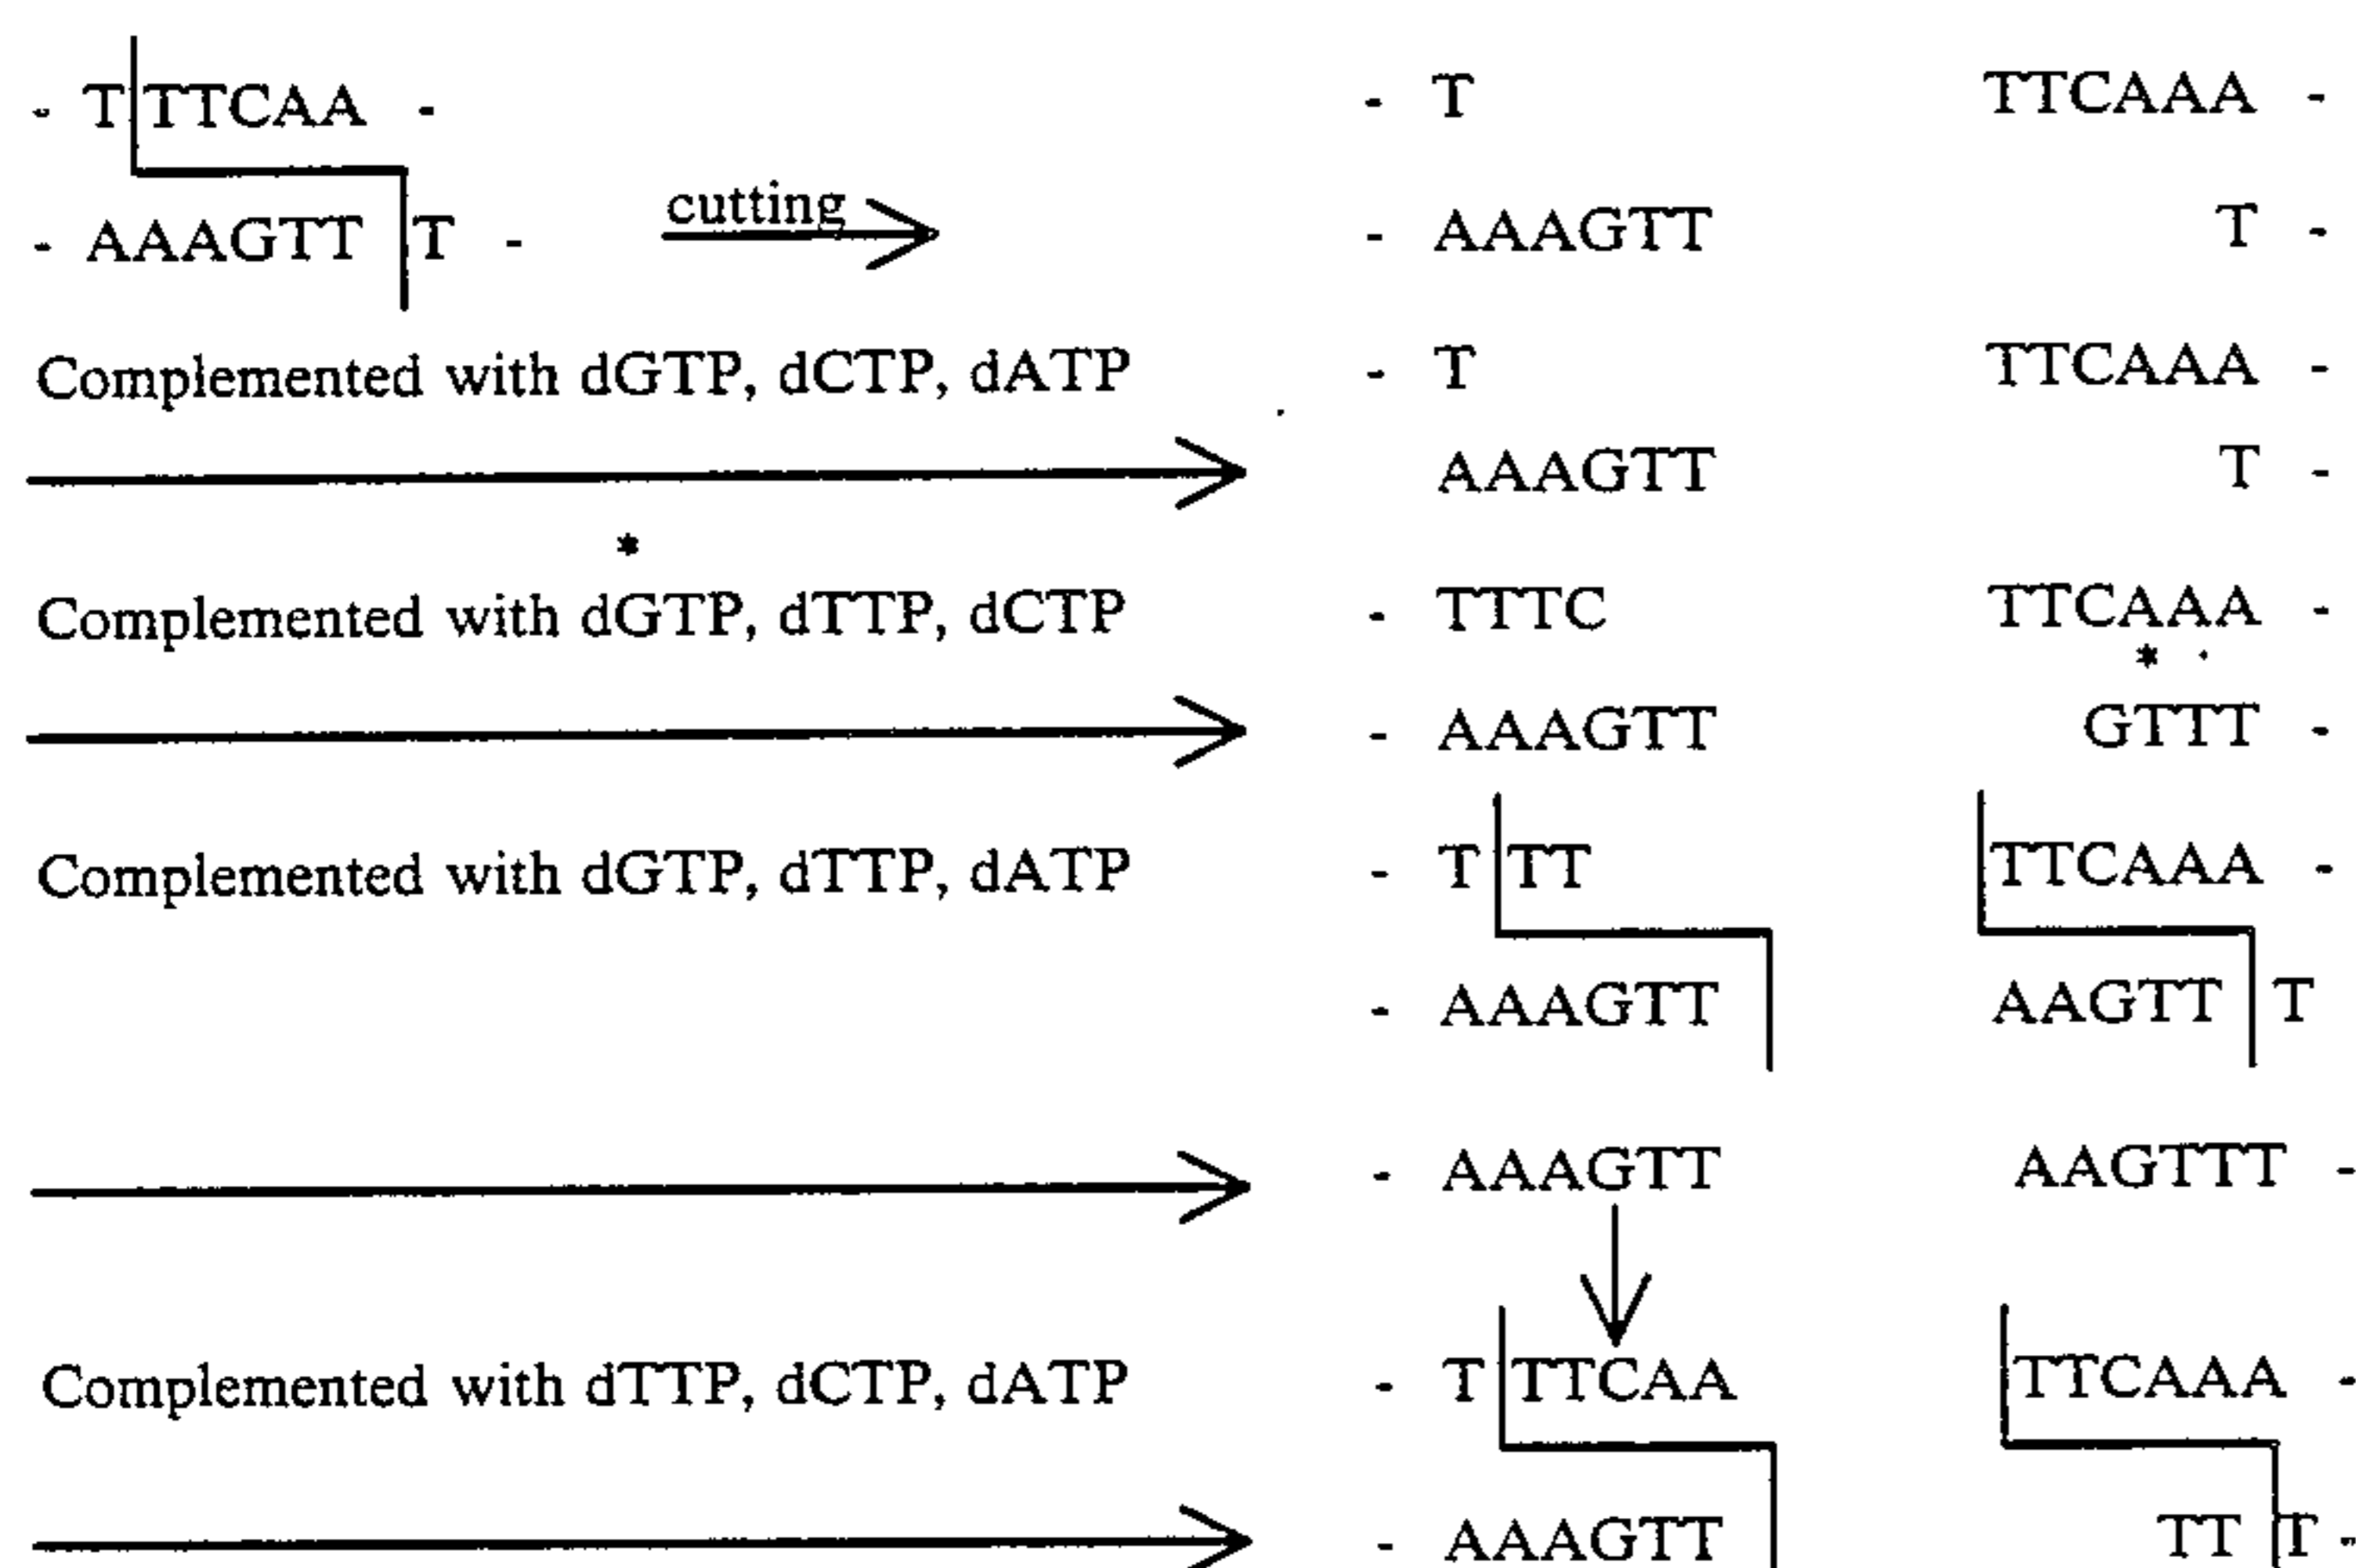 - T TTCAA - - T TTCAAA -
- AAAGTT T - cutting - AAAGTT T -
Complemented with dGTP, dCTP, dATP - T TTCAAA -
AAAGTT T -
*
Complemented with dGTP, dTTP, dCTP - TTTC TTCAAA -
* ·
- AAAGTT GTTT -
Complemented with dGTP, dTTP, dATP - T TT TTCAAA -
- AAAGTT AAGTT T
- AAAGTT AAGTTT -
Complemented with dTTP, dCTP, dATP - T TTCAA TTCAAA -
- AAAGTT TT T -